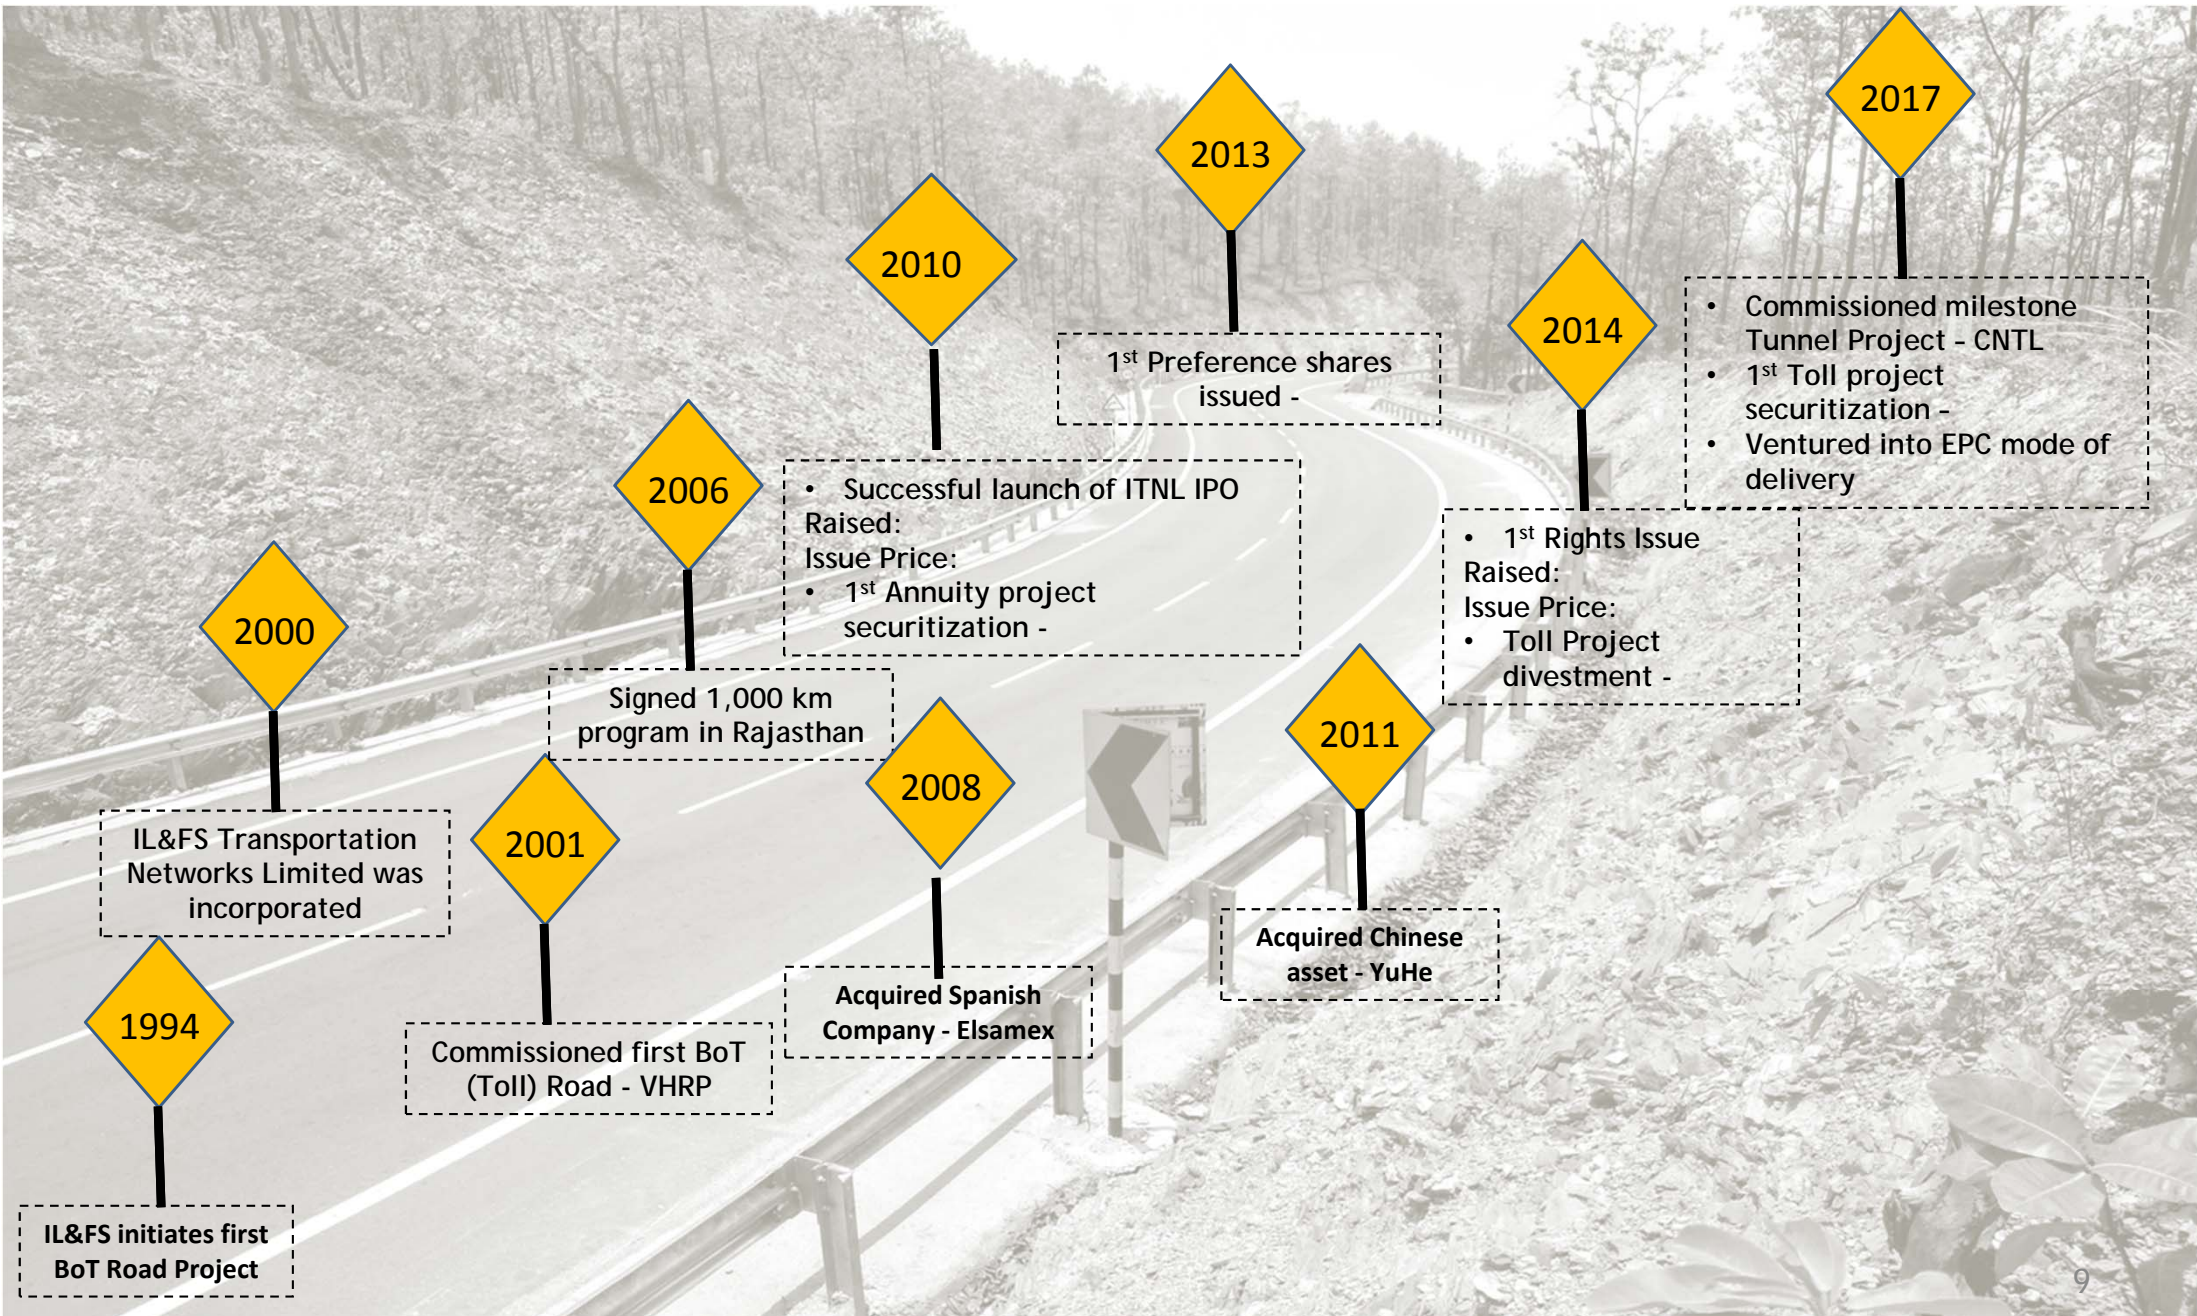 1994
IL&FS initiates first
BoT Road Project
2000
IL&FS Transportation
Networks Limited was
incorporated
2001
Commissioned first BoT
(Toll) Road - VHRP
2006
Signed 1,000 km
program in Rajasthan
2008
Acquired Spanish
Company - Elsamex
2010
• Successful launch of ITNL IPO
Raised:
Issue Price:
• 1st Annuity project
securitization -
2011
Acquired Chinese
asset - YuHe
2013
1st Preference shares
issued -
2014
• 1st Rights Issue
Raised:
Issue Price:
• Toll Project
divestment -
2017
• Commissioned milestone
Tunnel Project - CNTL
• 1st Toll project
securitization -
• Ventured into EPC mode of
delivery
9